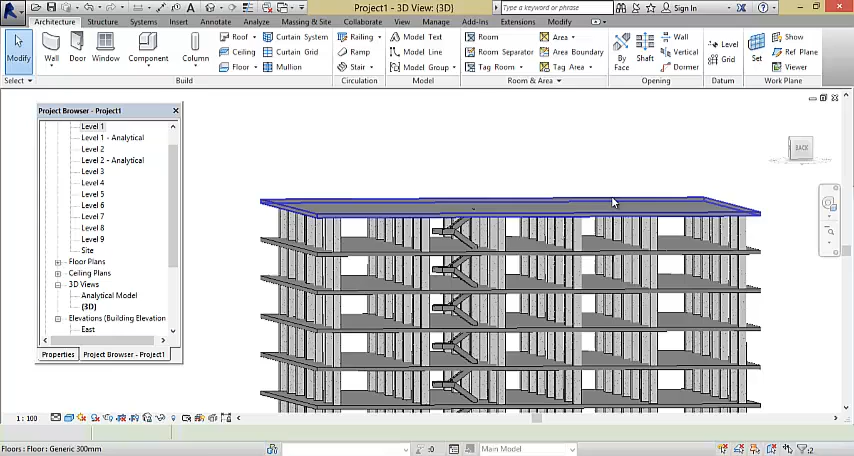 Project1 - 3D View: {3D}
Type a keyword or phrase
Sign In
Architecture Structure Systems Insert Annotate Analyze Massing & Site Collaborate View Manage Add-Ins Extensions Modify
Modify
Wall
Door
Window
Component
Column
Roof
Ceiling
Floor
Curtain System
Curtain Grid
Mullion
Railing
Ramp
Stair
Model Text
Model Line
Model Group
Room
Room Separator
Tag Room
Area
Area Boundary
Tag Area
By Face
Shaft
Wall
Vertical
Dormer
Level
Grid
Set
Show
Ref Plane
Viewer
Select
Build
Circulation
Model
Room & Area
Opening
Datum
Work Plane
Project Browser - Project1
Level 1
Level 1 - Analytical
Level 2
Level 2 - Analytical
Level 3
Level 4
Level 5
Level 6
Level 7
Level 8
Level 9
Site
Floor Plans
Ceiling Plans
3D Views
Analytical Model
{3D}
Elevations (Building Elevation
East
Properties
Project Browser - Project1
BACK
1 : 100
Floors : Floor : Generic 300mm
:0
Main Model
:2